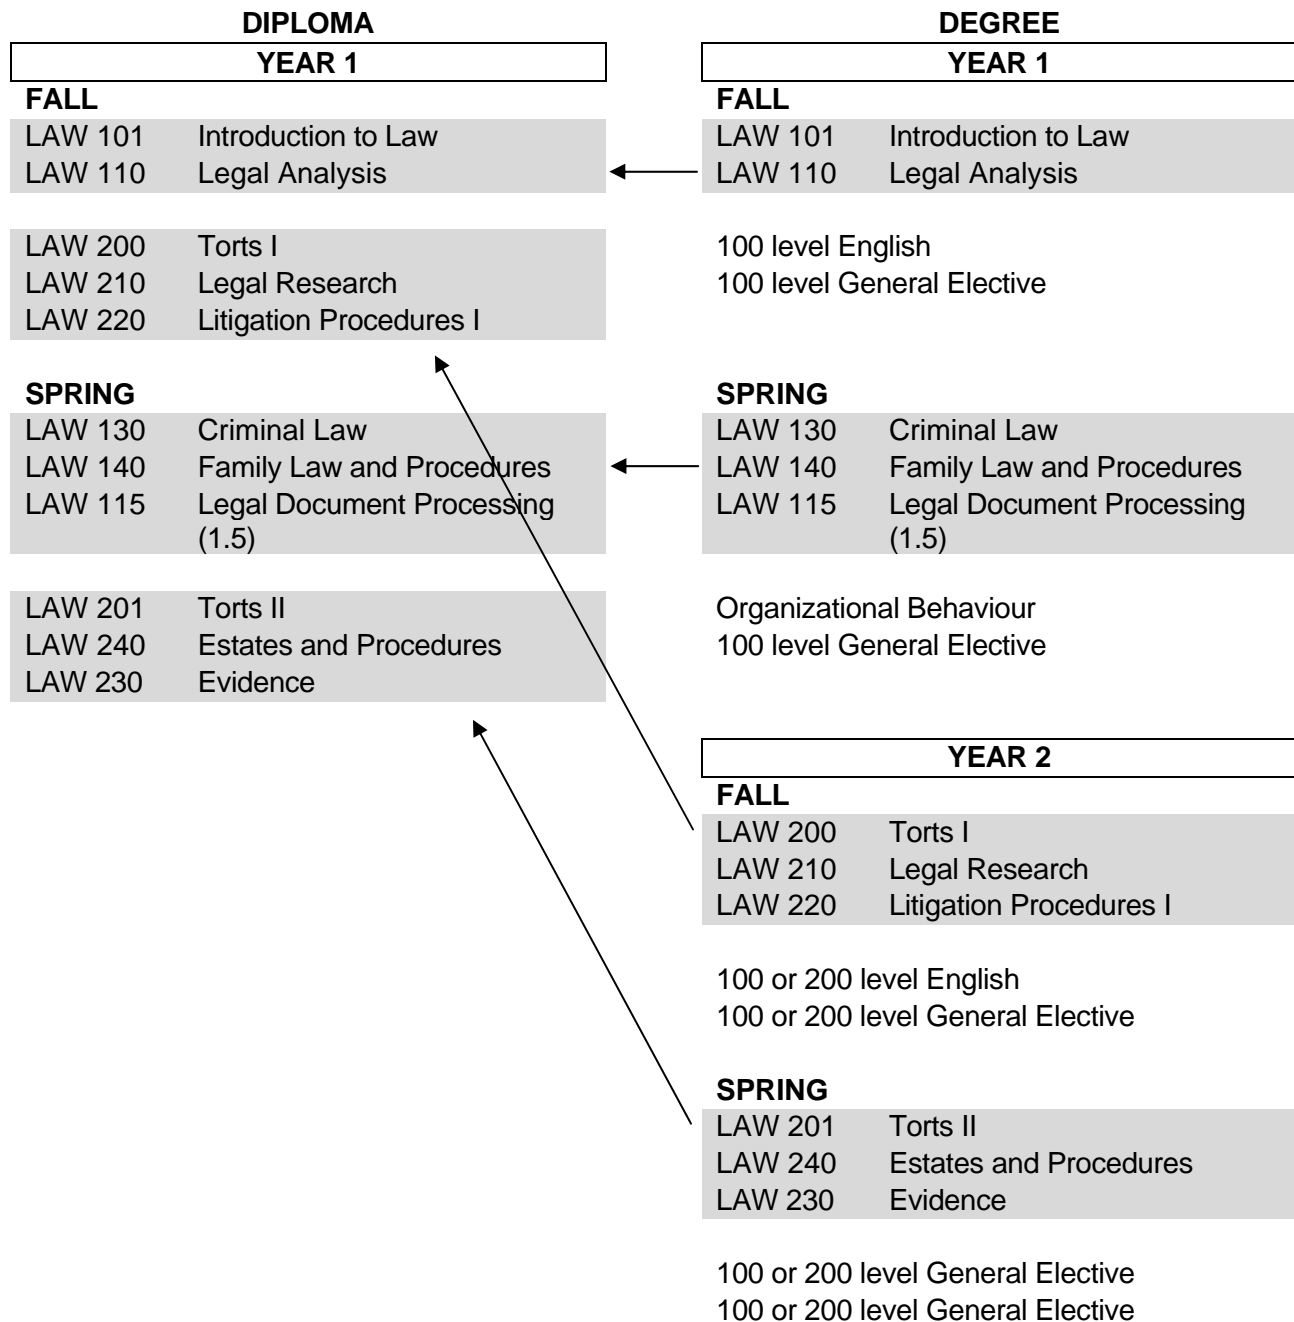 DIPLOMA
YEAR 1
FALL
LAW 101 Introduction to Law
LAW 110 Legal Analysis
LAW 200 Torts I
LAW 210 Legal Research
LAW 220 Litigation Procedures I
SPRING
LAW 130 Criminal Law
LAW 140 Family Law and Procedures
LAW 115 Legal Document Processing
(1.5)
LAW 201 Torts II
LAW 240 Estates and Procedures
LAW 230 Evidence
DEGREE
YEAR 1
FALL
LAW 101 Introduction to Law
LAW 110 Legal Analysis
100 level English
100 level General Elective
SPRING
LAW 130 Criminal Law
LAW 140 Family Law and Procedures
LAW 115 Legal Document Processing
(1.5)
Organizational Behaviour
100 level General Elective
YEAR 2
FALL
LAW 200 Torts I
LAW 210 Legal Research
LAW 220 Litigation Procedures I
100 or 200 level English
100 or 200 level General Elective
SPRING
LAW 201 Torts II
LAW 240 Estates and Procedures
LAW 230 Evidence
100 or 200 level General Elective
100 or 200 level General Elective